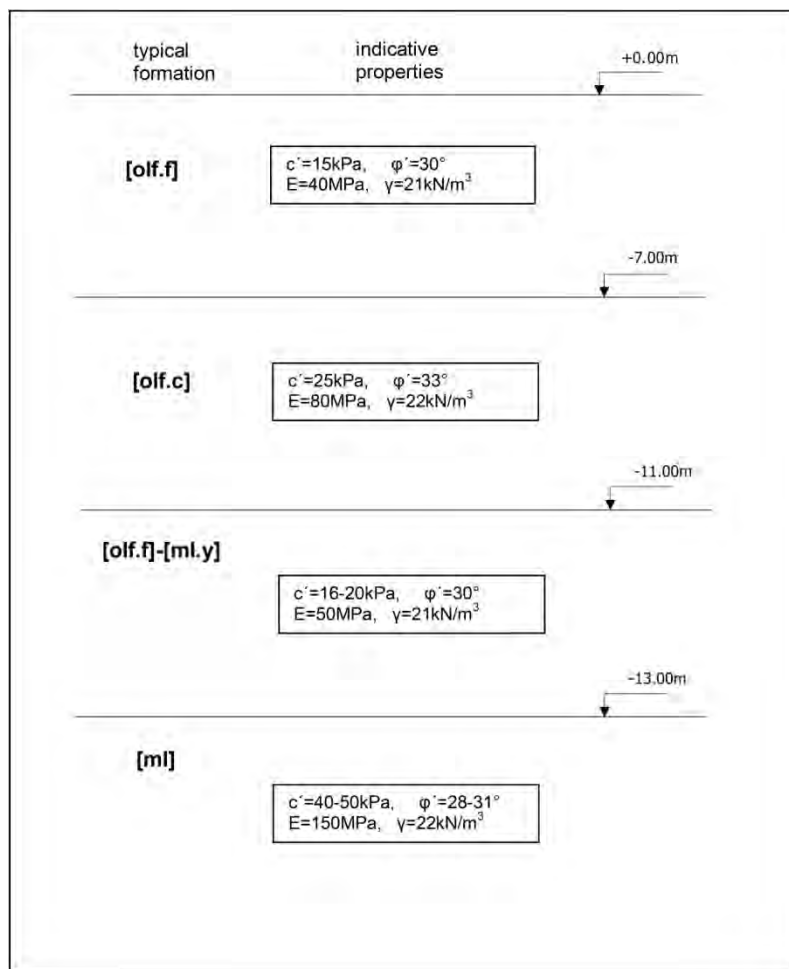 typical formation
indicative properties
+0.00m
[olf.f]
c´=15kPa, φ´=30°
E=40MPa, γ=21kN/m³
-7.00m
[olf.c]
c´=25kPa, φ´=33°
E=80MPa, γ=22kN/m³
-11.00m
[olf.f]-[ml.y]
c´=16-20kPa, φ´=30°
E=50MPa, γ=21kN/m³
-13.00m
[ml]
c´=40-50kPa, φ´=28-31°
E=150MPa, γ=22kN/m³